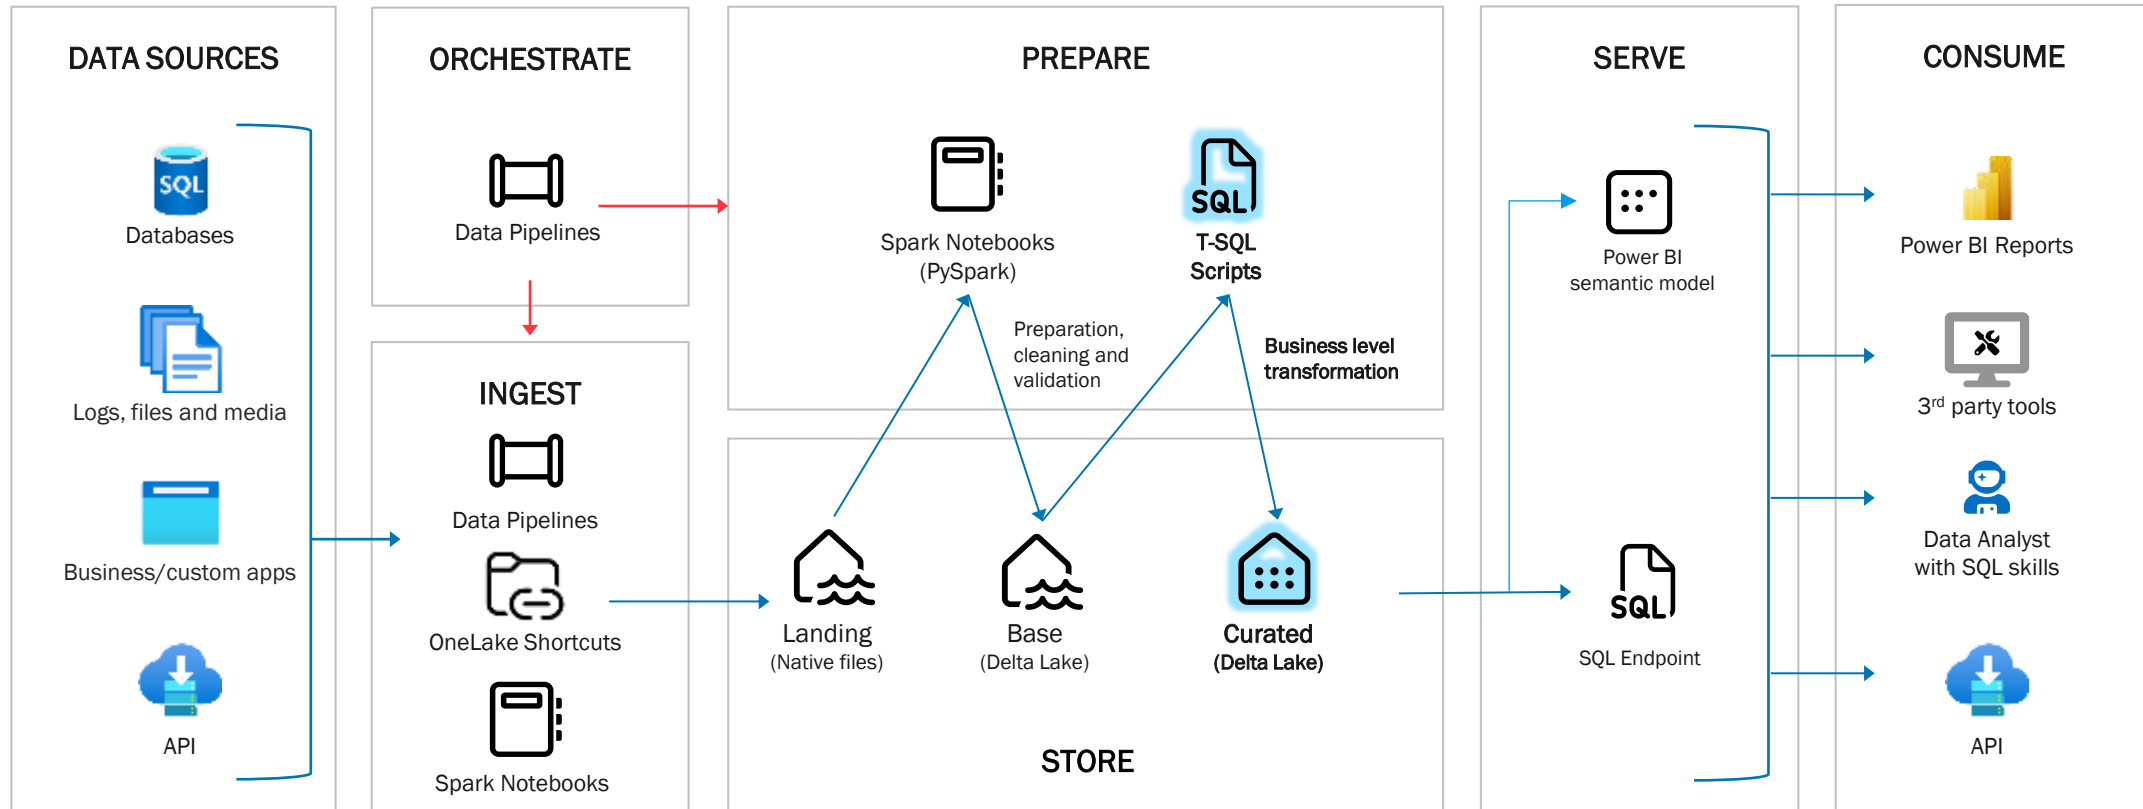 DATA SOURCES
SQL
Databases
Logs, files and media
Business/custom apps
API
ORCHESTRATE
Data Pipelines
INGEST
Data Pipelines
OneLake Shortcuts
Spark Notebooks
PREPARE
Spark Notebooks
(PySpark)
SQL
T-SQL
Scripts
Preparation,
cleaning and
validation
Business level
transformation
Landing
(Native files)
Base
(Delta Lake)
Curated
(Delta Lake)
STORE
SERVE
Power BI
semantic model
SQL
SQL Endpoint
CONSUME
Power BI Reports
3rd party tools
Data Analyst
with SQL skills
API